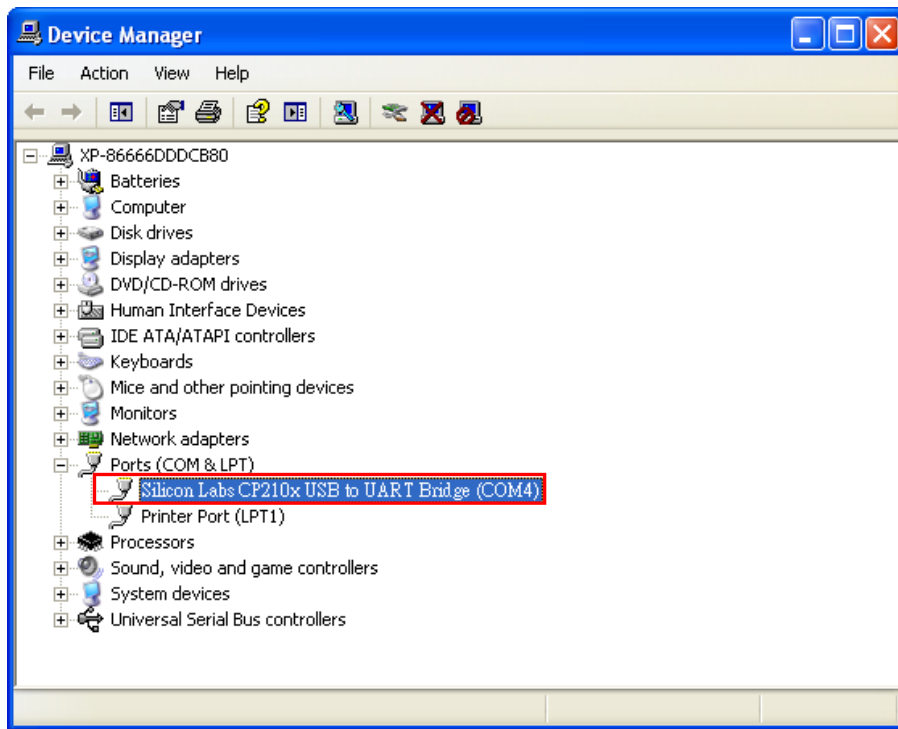 Device Manager
File Action View Help
XP-86666DDDCB80
Batteries
Computer
Disk drives
Display adapters
DVD/CD-ROM drives
Human Interface Devices
IDE ATA/ATAPI controllers
Keyboards
Mice and other pointing devices
Monitors
Network adapters
Ports (COM & LPT)
Silicon Labs CP210x USB to UART Bridge (COM4)
Printer Port (LPT1)
Processors
Sound, video and game controllers
System devices
Universal Serial Bus controllers